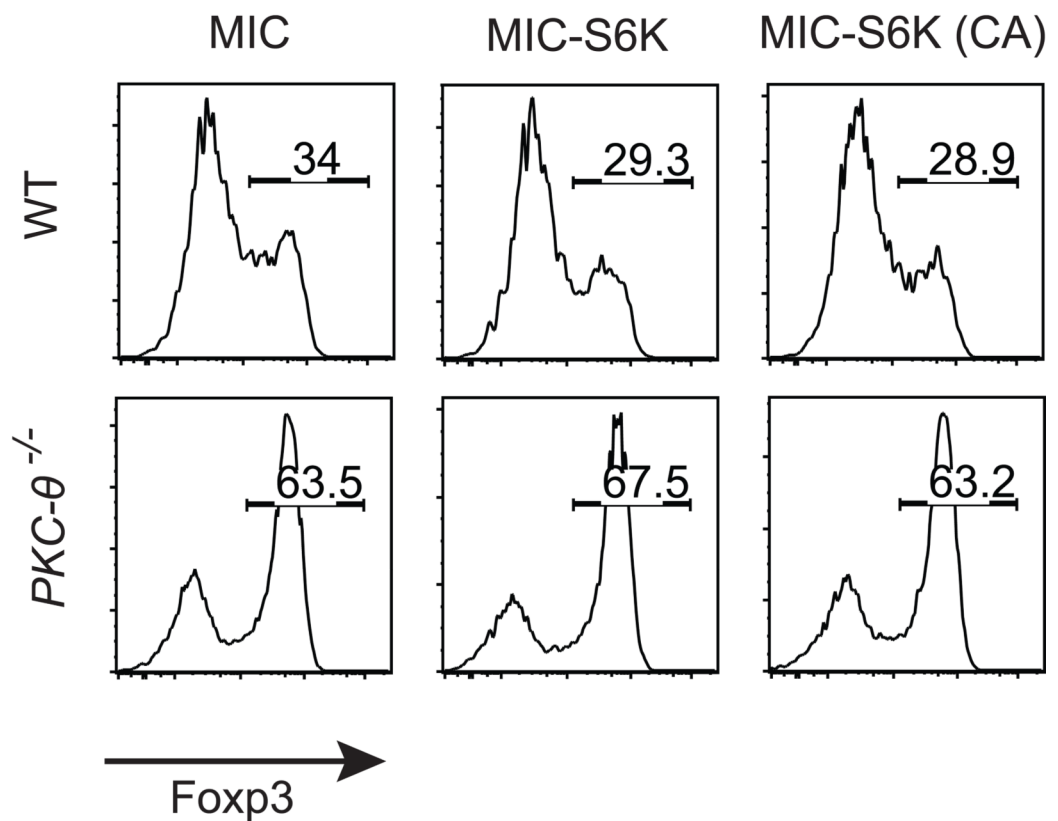 MIC MIC-S6K MIC-S6K (CA)
WT
34 29.3 28.9
PKC-θ-/-
63.5 67.5 63.2
Foxp3